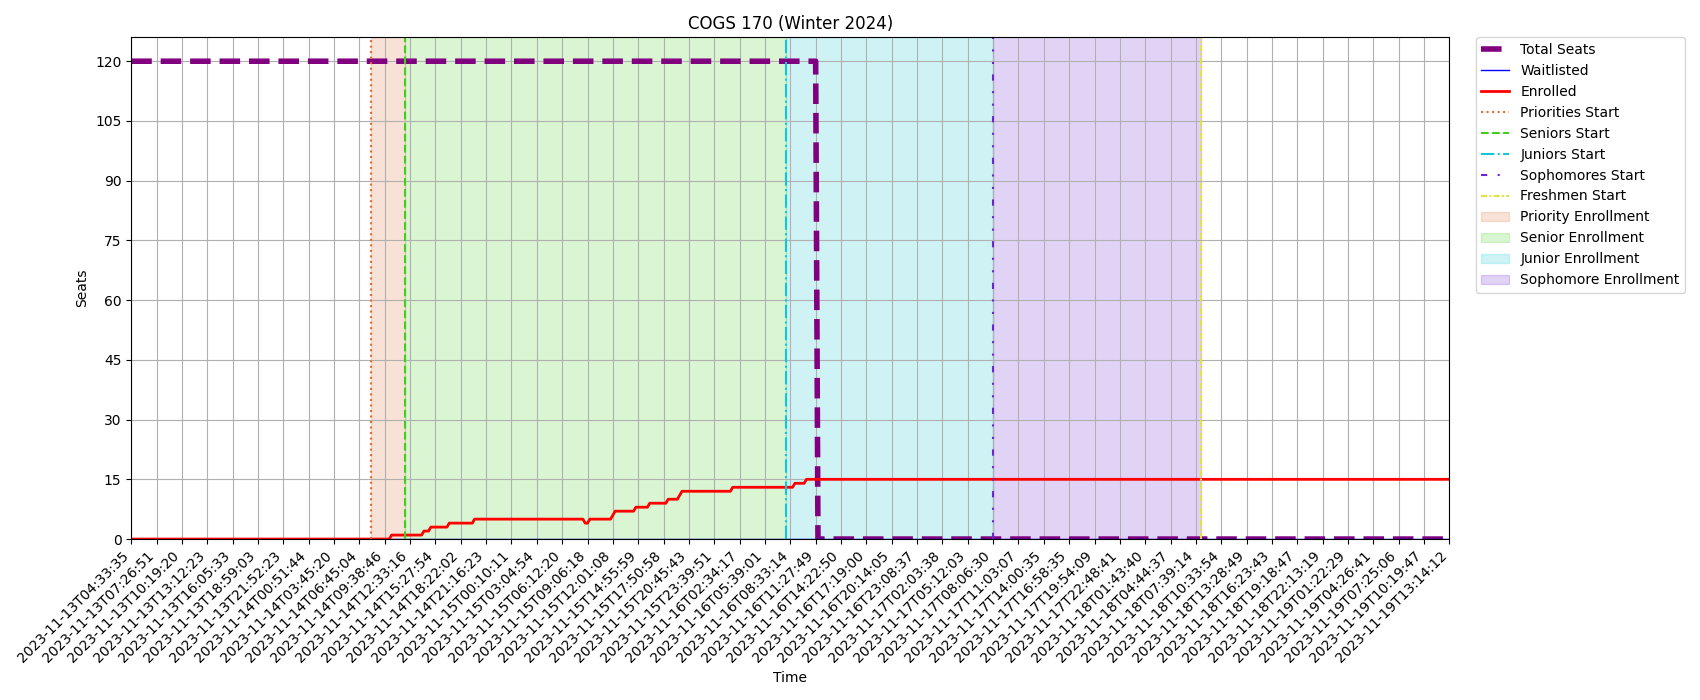 COGS 170 (Winter 2024)
Seats
120
105
90
75
60
45
30
15
0
2023-11-13T04:33:35
2023-11-13T07:26:51
2023-11-13T10:19:20
2023-11-13T13:12:23
2023-11-13T16:05:33
2023-11-13T18:59:03
2023-11-13T21:52:23
2023-11-14T00:51:44
2023-11-14T03:45:20
2023-11-14T06:45:04
2023-11-14T09:38:46
2023-11-14T12:33:16
2023-11-14T15:27:54
2023-11-14T18:22:02
2023-11-14T21:16:23
2023-11-15T00:10:11
2023-11-15T03:04:54
2023-11-15T06:12:20
2023-11-15T09:06:18
2023-11-15T12:01:08
2023-11-15T14:55:59
2023-11-15T17:50:58
2023-11-15T20:45:43
2023-11-15T23:39:51
2023-11-16T02:34:17
2023-11-16T05:39:01
2023-11-16T08:33:14
2023-11-16T11:27:49
2023-11-16T14:22:50
2023-11-16T17:19:00
2023-11-16T20:14:05
2023-11-16T23:08:37
2023-11-17T02:03:38
2023-11-17T05:12:03
2023-11-17T08:06:30
2023-11-17T11:03:07
2023-11-17T14:00:35
2023-11-17T16:58:35
2023-11-17T19:54:09
2023-11-17T22:48:41
2023-11-18T01:43:40
2023-11-18T04:44:37
2023-11-18T07:39:14
2023-11-18T10:33:54
2023-11-18T13:28:49
2023-11-18T16:23:43
2023-11-18T19:18:47
2023-11-18T22:13:19
2023-11-19T01:22:29
2023-11-19T04:26:41
2023-11-19T07:25:06
2023-11-19T10:19:47
2023-11-19T13:14:12
Time
Total Seats
Waitlisted
Enrolled
Priorities Start
Seniors Start
Juniors Start
Sophomores Start
Freshmen Start
Priority Enrollment
Senior Enrollment
Junior Enrollment
Sophomore Enrollment